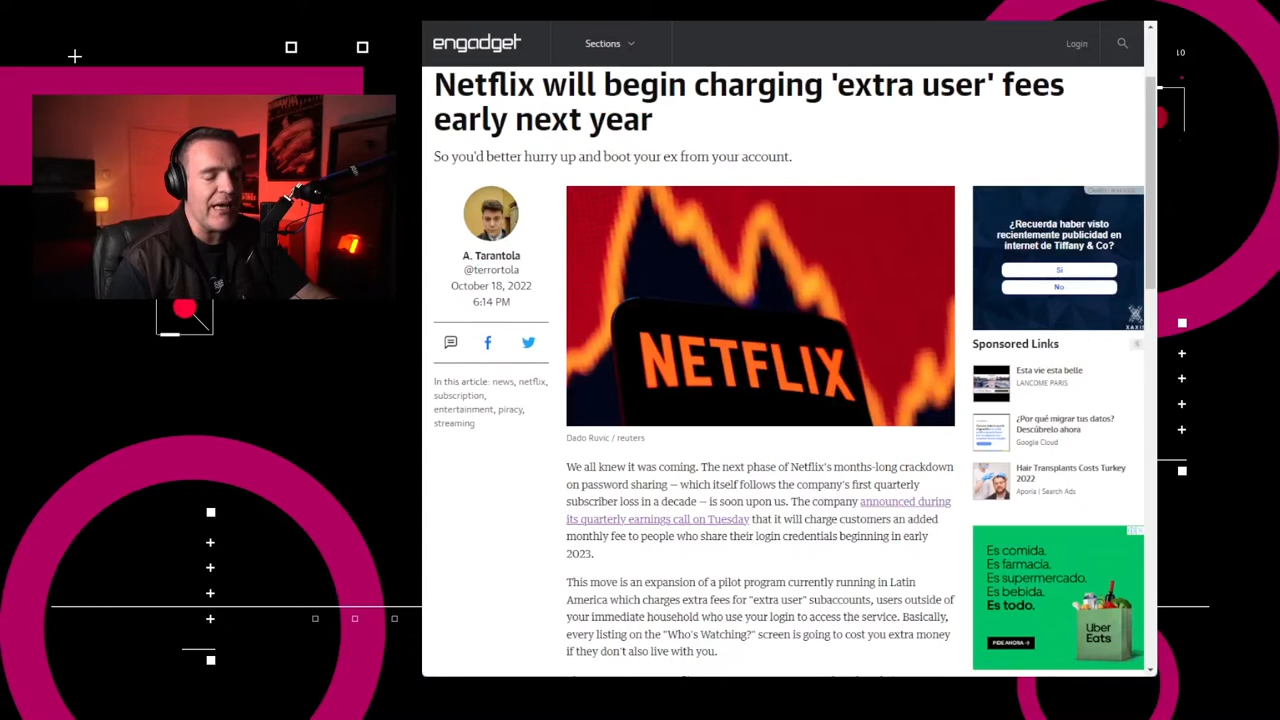 engadget
Sections
Login
Netflix will begin charging 'extra user' fees
early next year
So you'd better hurry up and boot your ex from your account.
A. Tarantola
@terrortola
October 18, 2022
6:14 PM
In this article: news, netflix,
subscription,
entertainment, piracy,
streaming
NETFLIX
Dado Ruvic / reuters
We all knew it was coming. The next phase of Netflix's months-long crackdown
on password sharing — which itself follows the company's first quarterly
subscriber loss in a decade — is soon upon us. The company announced during
its quarterly earnings call on Tuesday that it will charge customers an added
monthly fee to people who share their login credentials beginning in early
2023.
This move is an expansion of a pilot program currently running in Latin
America which charges extra fees for "extra user" subaccounts, users outside of
your immediate household who use your login to access the service. Basically,
every listing on the "Who's Watching?" screen is going to cost you extra money
if they don't also live with you.
¿Recuerda haber visto
recientemente publicidad en
internet de Tiffany & Co?
Sí
No
XAXIS
Sponsored Links
Esta vie esta belle
LANCOME PARIS
¿Por qué migrar tus datos?
Descúbrelo ahora
Google Cloud
Hair Transplants Costs Turkey
2022
Aporia | Search Ads
Es comida.
Es farmacia.
Es supermercado.
Es bebida.
Es todo.
PIDE AHORA
Uber
Eats
10